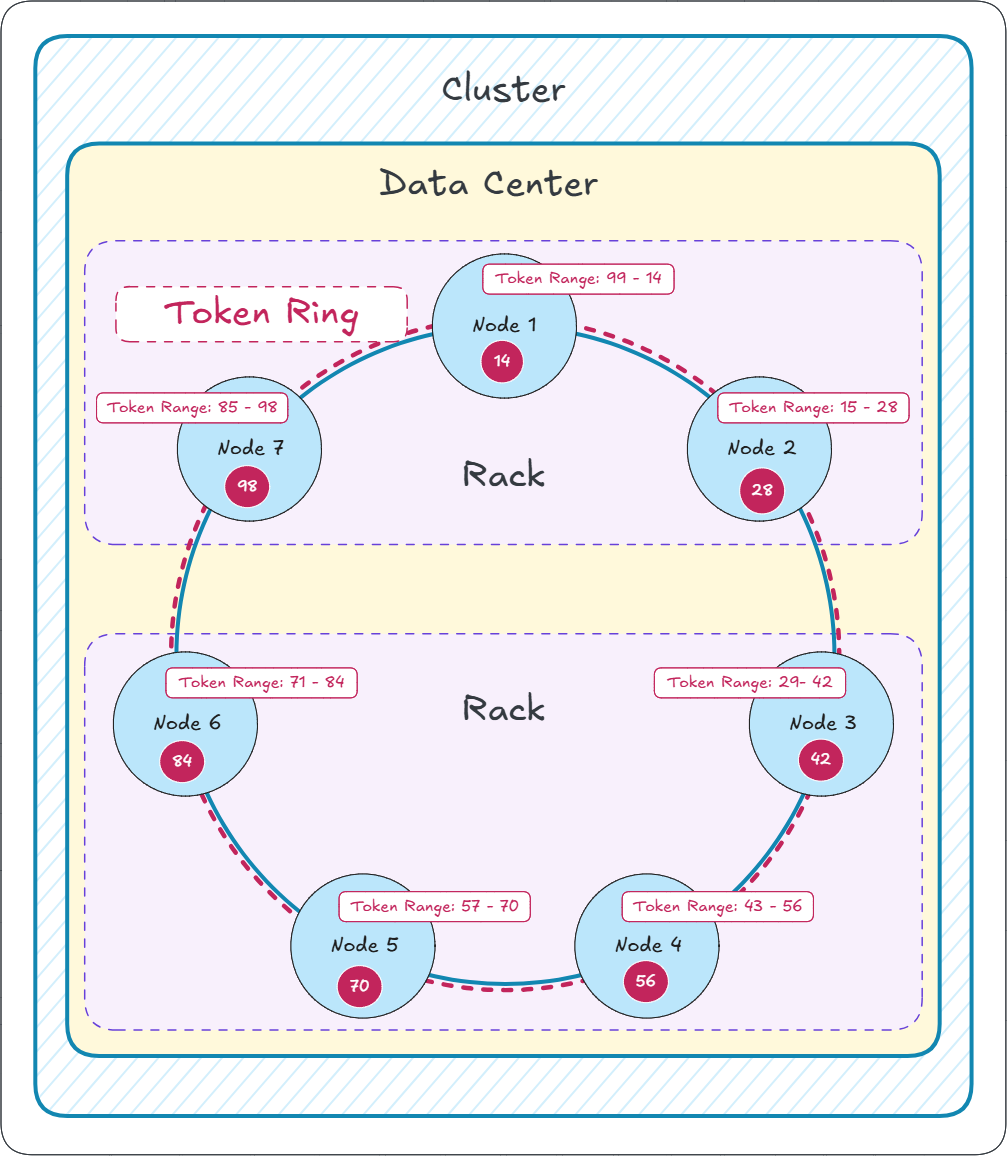 Cluster
Data Center
Token Range: 99 - 14
Token Ring
Node 1
14
Token Range: 85 - 98
Token Range: 15 - 28
Node 7
Node 2
98
28
Rack
Token Range: 71 - 84
Token Range: 29- 42
Rack
Node 6
Node 3
84
42
Token Range: 57 - 70
Token Range: 43 - 56
Node 5
Node 4
70
56